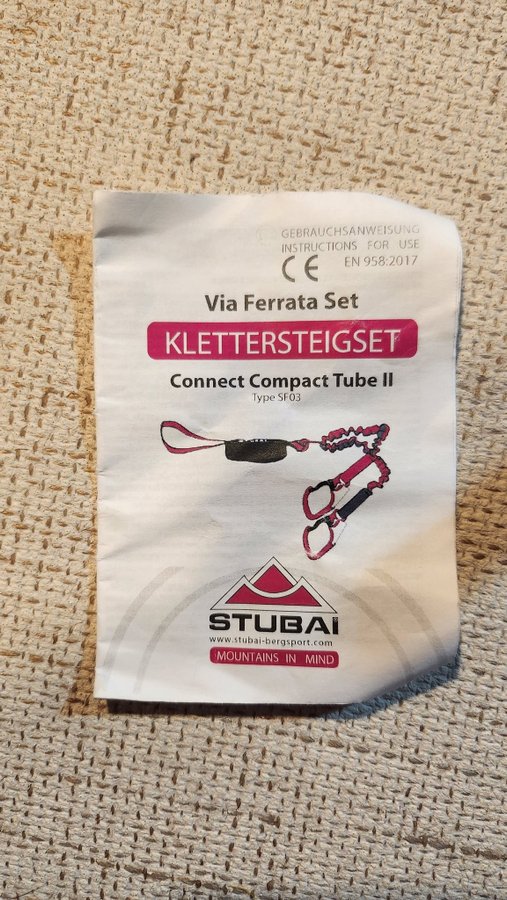 GEBRAUCHSANWEISUNG
INSTRUCTIONS FOR USE
CE EN 958:2017
Via Ferrata Set
KLETTERSTEIGSET
Connect Compact Tube II
Type SF03
STUBAI
www.stubai-bergsport.com
MOUNTAINS IN MIND